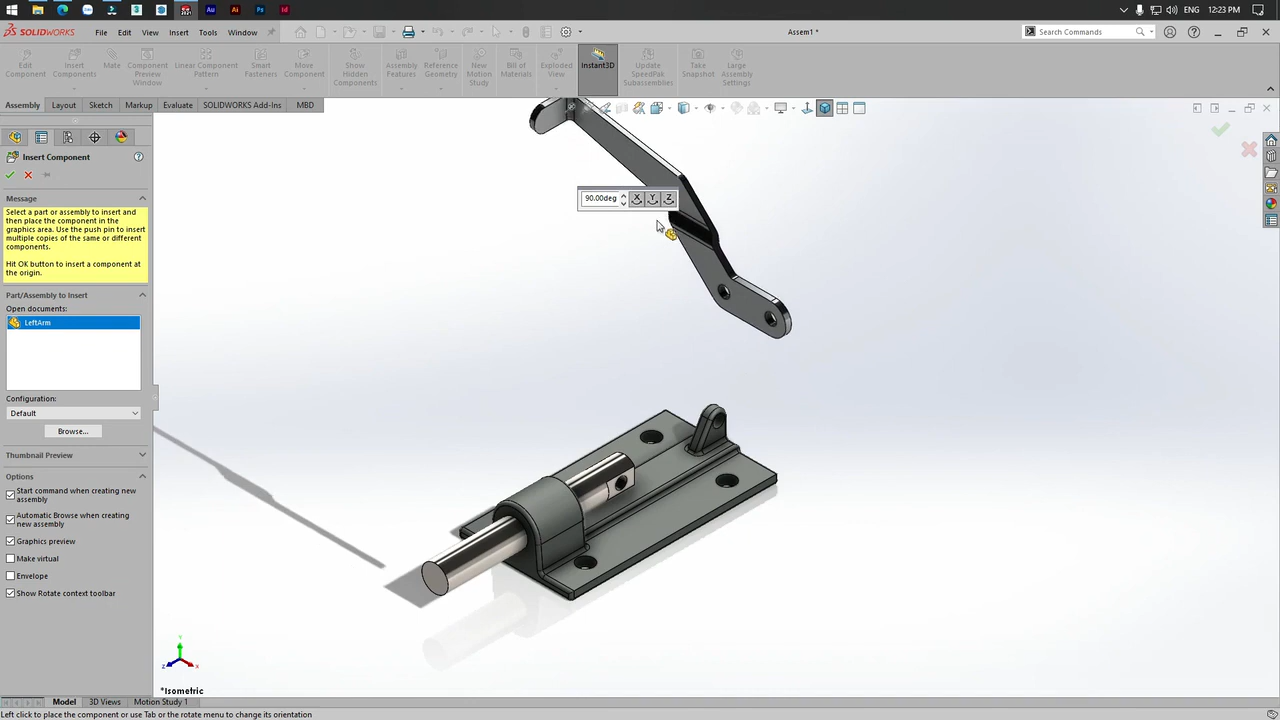 2021
Au
Ai
Ps
Id
ENG
12:23 PM
SOLIDWORKS
File
Edit
View
Insert
Tools
Window
Assem1 *
Search Commands
Edit
Component
Insert
Components
Mate
Component
Preview
Window
Linear Component
Pattern
Smart
Fasteners
Move
Component
Show
Hidden
Components
Assembly
Features
Reference
Geometry
New
Motion
Study
Bill of
Materials
Exploded
View
Instant3D
Update
SpeedPak
Subassemblies
Take
Snapshot
Large
Assembly
Settings
Assembly
Layout
Sketch
Markup
Evaluate
SOLIDWORKS Add-Ins
MBD
Insert Component
Message
Select a part or assembly to insert and
then place the component in the
graphics area. Use the push pin to insert
multiple copies of the same or different
components.
Hit OK button to insert a component at
the origin.
Part/Assembly to Insert
Open documents:
LeftArm
Configuration:
Default
Browse...
Thumbnail Preview
Options
Start command when creating new
assembly
Automatic Browse when creating
new assembly
Graphics preview
Make virtual
Envelope
Show Rotate context toolbar
90.00deg
X
Y
Z
Y
Z
X
*Isometric
Model
3D Views
Motion Study 1
Left click to place the component or use Tab or the rotate menu to change its orientation